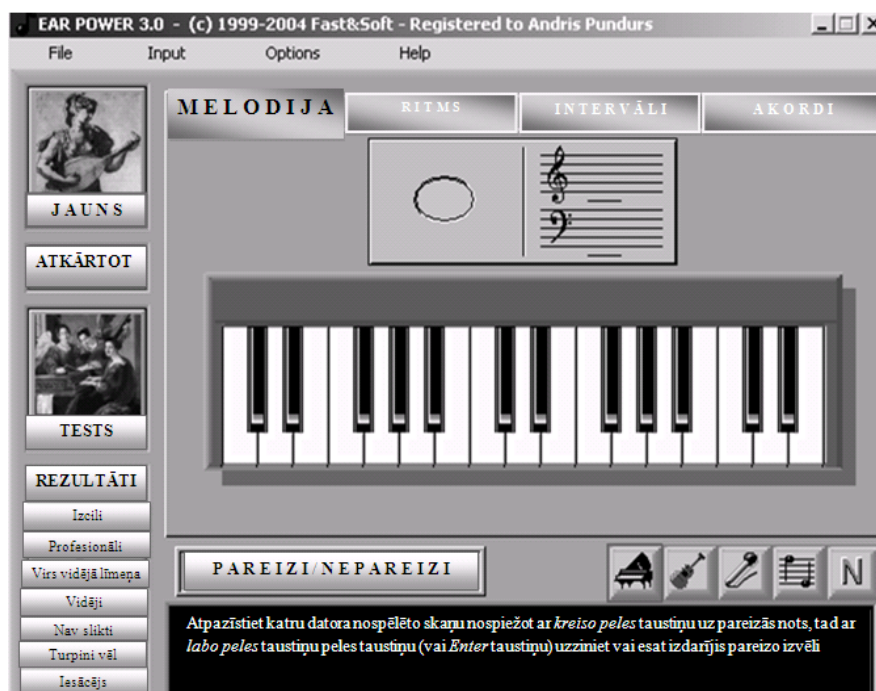 EAR POWER 3.0 - (c) 1999-2004 Fast&Soft - Registered to Andris Pundurs
File Input Options Help
MELODIJA RITMS INTERVĀLI AKORDI
JAUNS
ATKĀRTOT
TESTS
REZULTĀTI
Izcili
Profesionāli
Virs vidējā līmeņa
Vidēji
Nav slikti
Turpini vēl
Iesācējs
PAREIZI/NEPAREIZI
N
Atpazīstiet katru datora nospēlēto skaņu nospiežot ar kreiso peles taustiņu uz pareizās nots, tad ar
labo peles taustiņu peles taustiņu (vai Enter taustiņu) uzziniet vai esat izdarījis pareizo izvēli